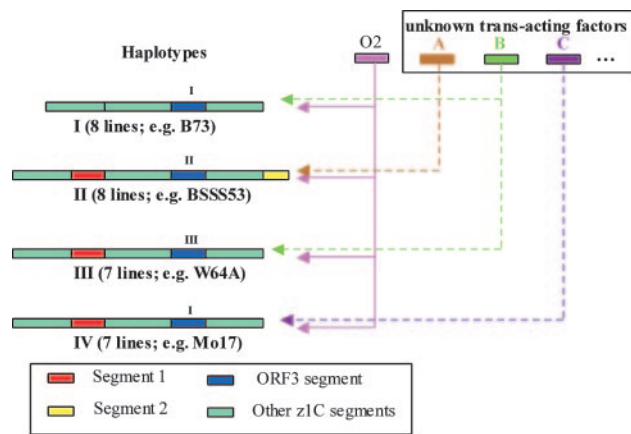 unknown trans-acting factors
O2
A B C ...
Haplotypes
I
I (8 lines; e.g. B73)
II
II (8 lines; e.g. BSSS53)
III
III (7 lines; e.g. W64A)
I
IV (7 lines; e.g. Mo17)
Segment 1
ORF3 segment
Segment 2
Other z1C segments